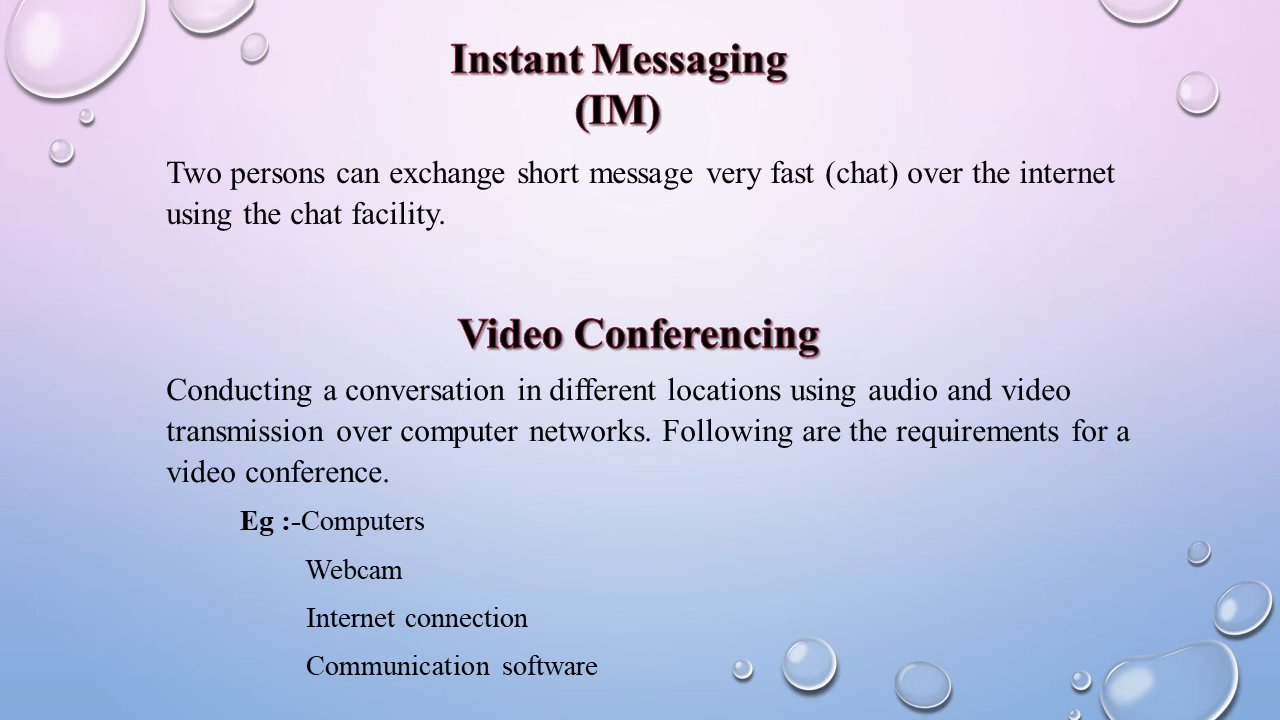 Instant Messaging
(IM)
Two persons can exchange short message very fast (chat) over the internet
using the chat facility.
Video Conferencing
Conducting a conversation in different locations using audio and video
transmission over computer networks. Following are the requirements for a
video conference.
Eg :-Computers
Webcam
Internet connection
Communication software